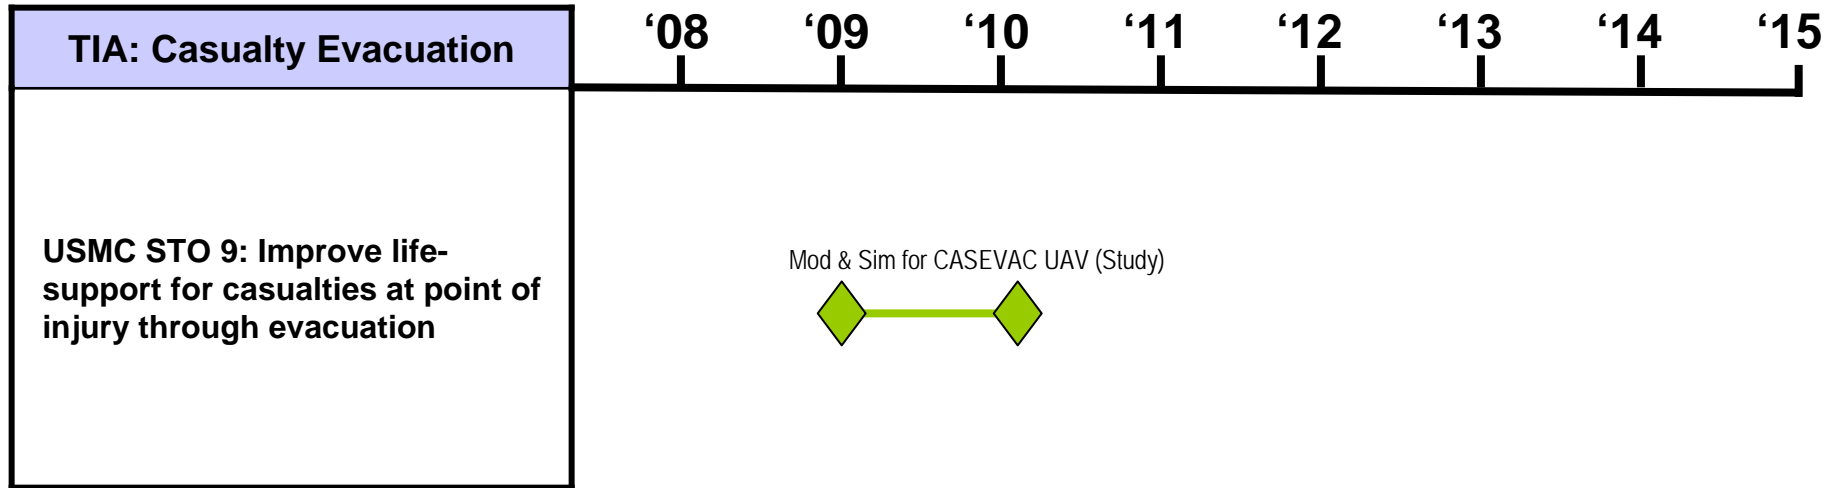 TIA: Casualty Evacuation
‘08 ‘09 ‘10 ‘11 ‘12 ‘13 ‘14 ‘15
USMC STO 9: Improve life-
support for casualties at point of
injury through evacuation
Mod & Sim for CASEVAC UAV (Study)